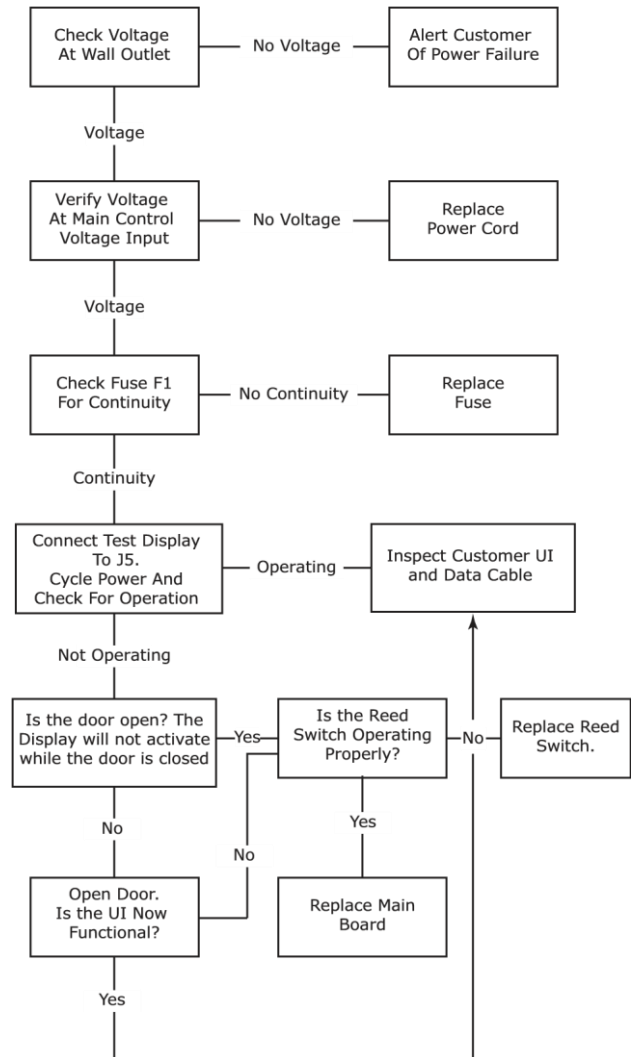 Check Voltage
At Wall Outlet
No Voltage
Alert Customer
Of Power Failure
Voltage
Verify Voltage
At Main Control
Voltage Input
No Voltage
Replace
Power Cord
Voltage
Check Fuse F1
For Continuity
No Continuity
Replace
Fuse
Continuity
Connect Test Display
To J5.
Cycle Power And
Check For Operation
Operating
Inspect Customer UI
and Data Cable
Not Operating
Is the door open? The
Display will not activate
while the door is closed
Yes
Is the Reed
Switch Operating
Properly?
No
Replace Reed
Switch.
No
No
Yes
Open Door.
Is the UI Now
Functional?
Replace Main
Board
Yes